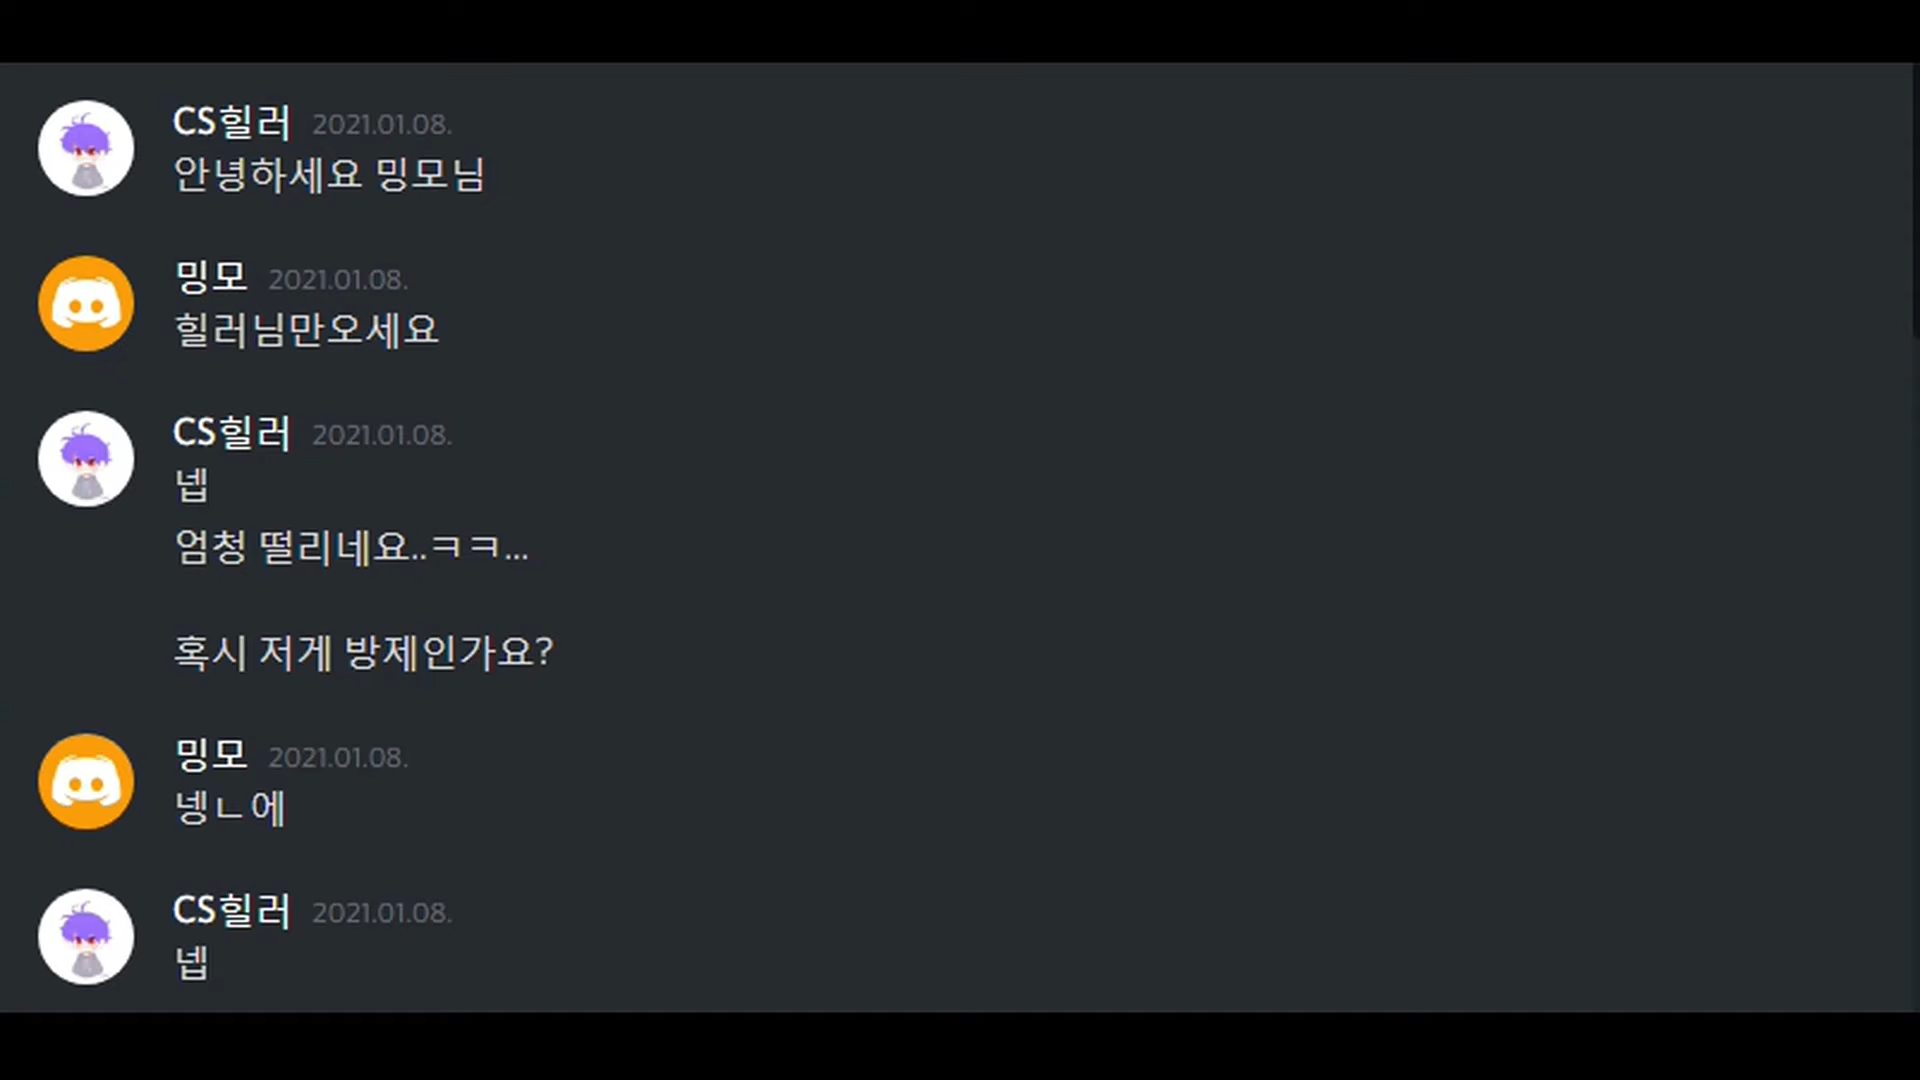 CS힐러 2021.01.08.
안녕하세요 밍모님
밍모 2021.01.08.
힐러님만오세요
CS힐러 2021.01.08.
넵
엄청 떨리네요..ㅋㅋ...
혹시 저게 방제인가요?
밍모 2021.01.08.
넹ㄴ에
CS힐러 2021.01.08.
넵